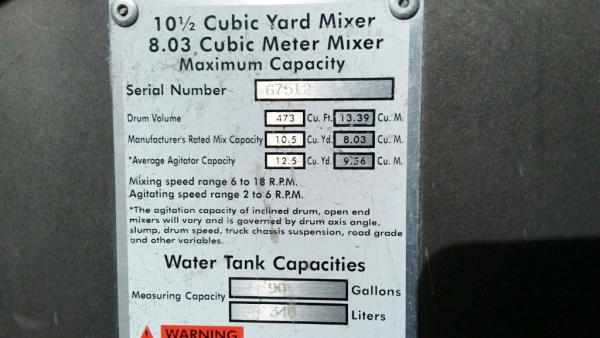 10½ Cubic Yard Mixer
8.03 Cubic Meter Mixer
Maximum Capacity
Serial Number 67512
Drum Volume 473 Cu. Ft. 13.39 Cu. M.
Manufacturer's Rated Mix Capacity 10.5 Cu. Yd. 8.03 Cu. M.
*Average Agitator Capacity 12.5 Cu. Yd. 9.56 Cu. M.
Mixing speed range 6 to 18 R.P.M.
Agitating speed range 2 to 6 R.P.M.
*The agitation capacity of inclined drum, open end
mixers will vary and is governed by drum axis angle,
slump, drum speed, truck chassis suspension, road grade
and other variables.
Water Tank Capacities
Measuring Capacity 90 Gallons
340 Liters
WARNING